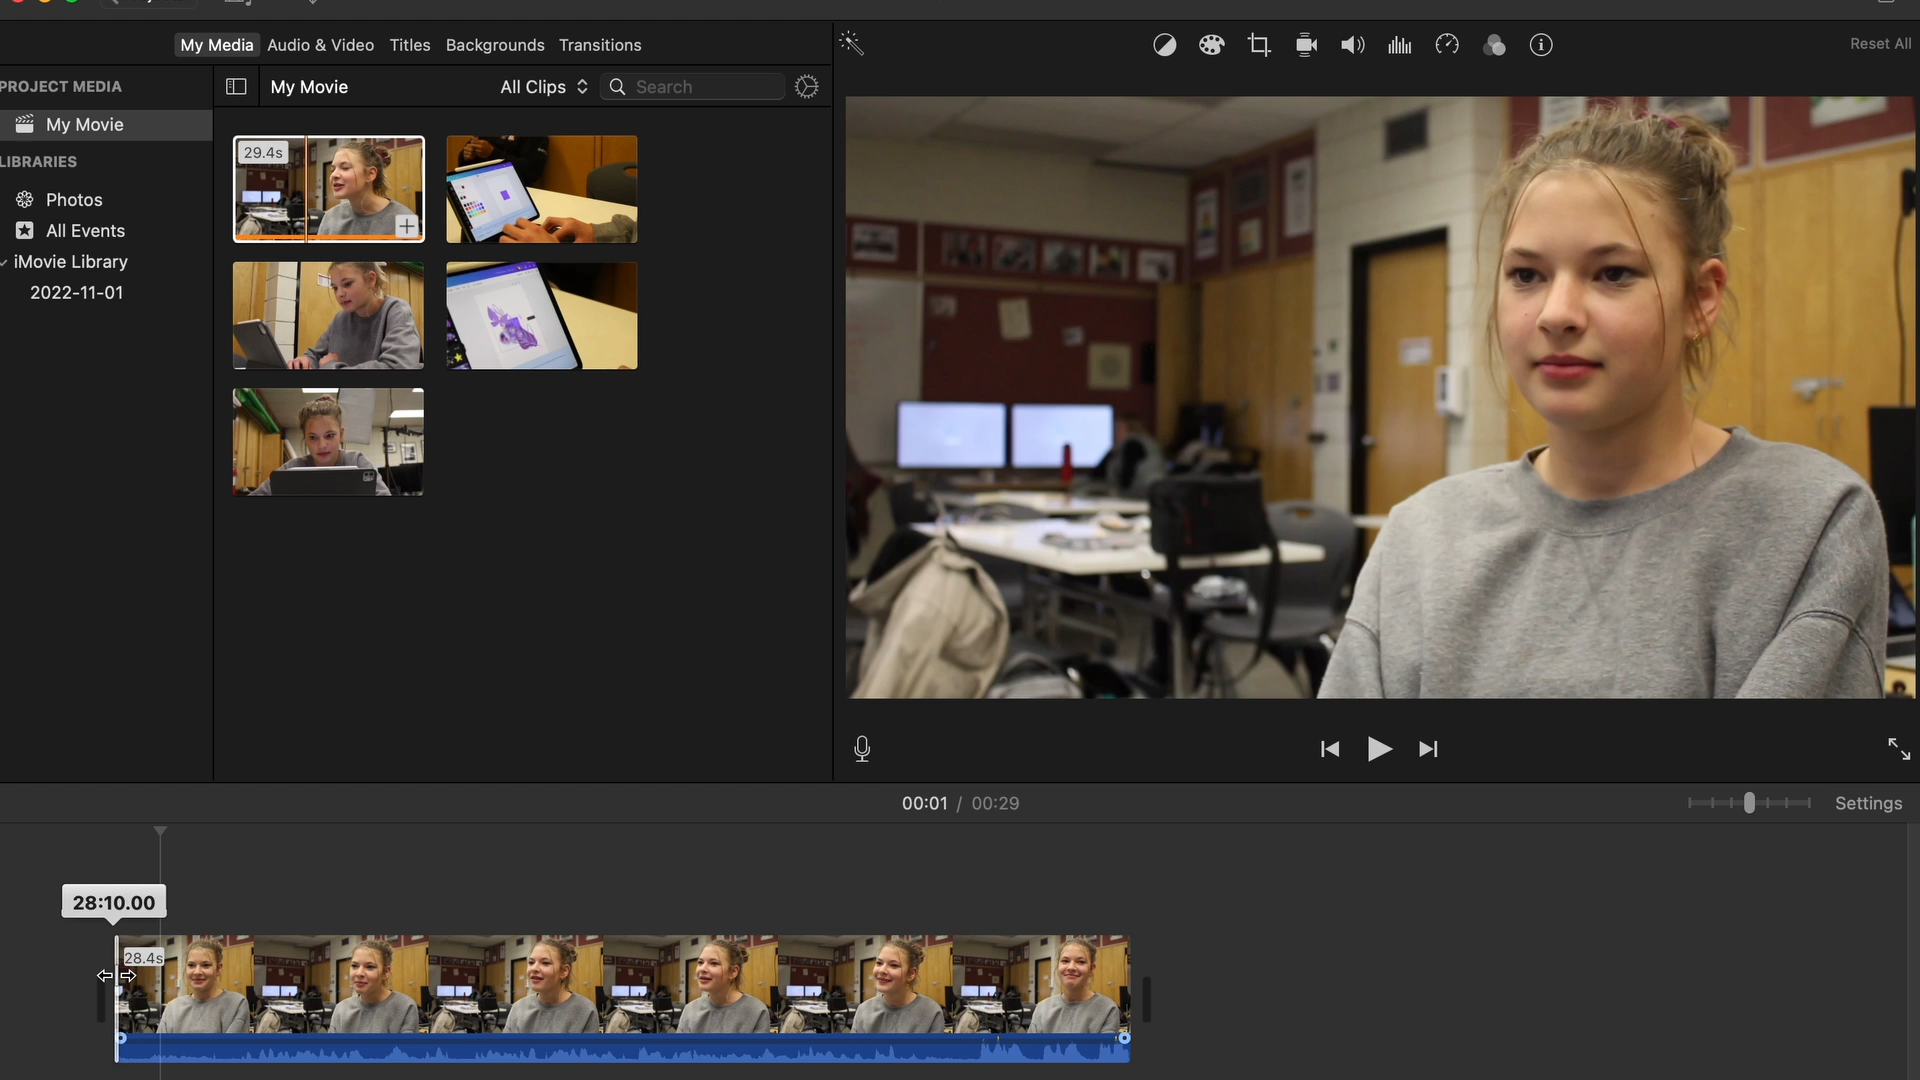 My Media Audio & Video Titles Backgrounds Transitions
Reset All
PROJECT MEDIA
My Movie
All Clips
Search
My Movie
LIBRARIES
Photos
All Events
iMovie Library
2022-11-01
29.4s
00:01 / 00:29
Settings
28:10.00
28.4s